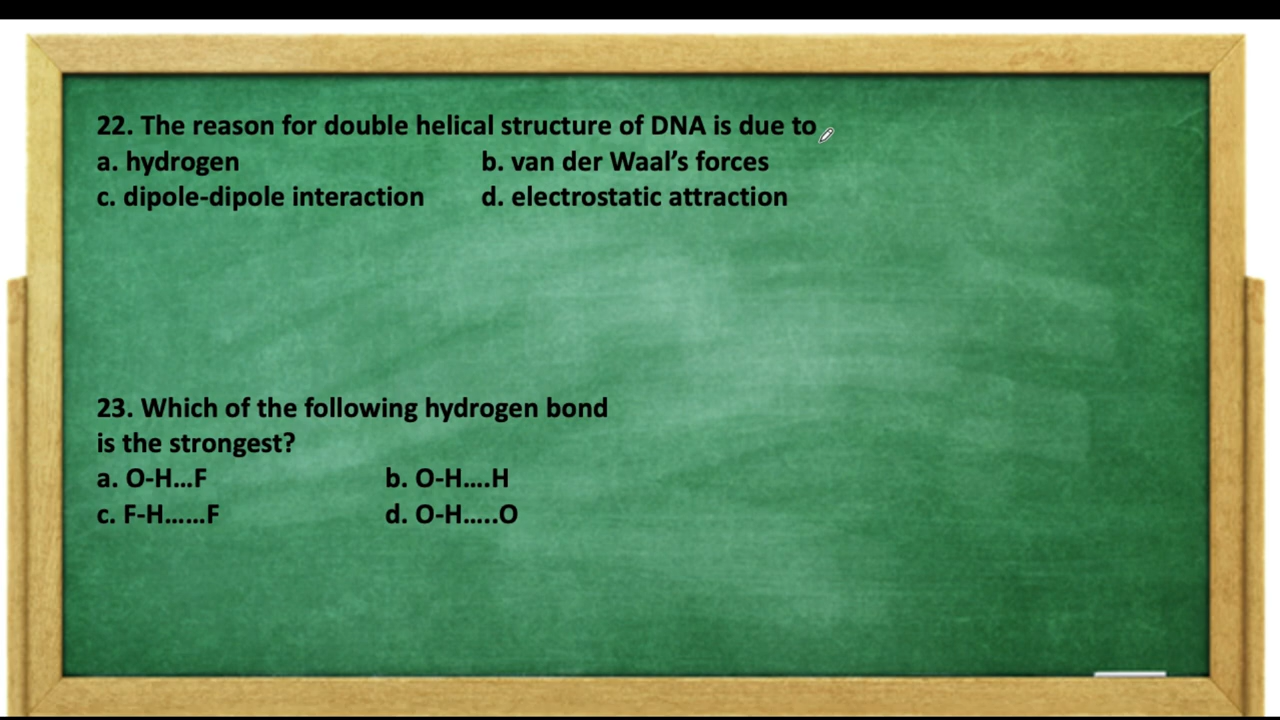 22. The reason for double helical structure of DNA is due to
a. hydrogen b. van der Waal’s forces
c. dipole-dipole interaction d. electrostatic attraction
23. Which of the following hydrogen bond
is the strongest?
a. O-H...F b. O-H....H
c. F-H......F d. O-H.....O